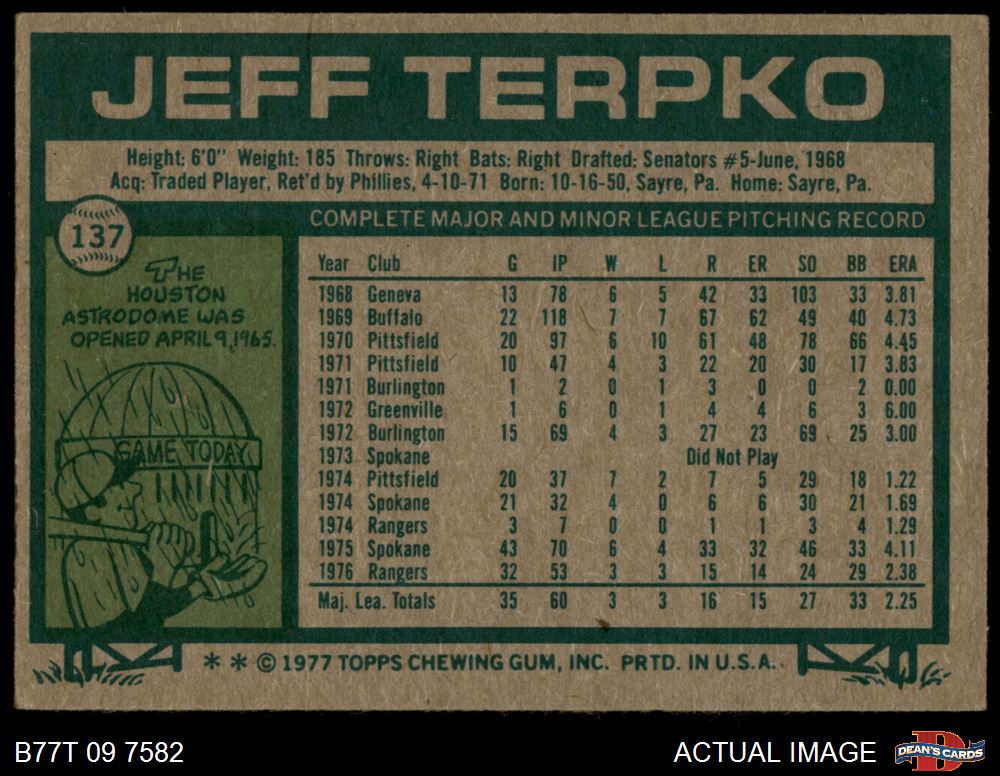 JEFF TERPKO
Height: 6'0" Weight: 185 Throws: Right Bats: Right Drafted: Senators #5-June, 1968
Acq: Traded Player, Ret'd by Phillies, 4-10-71 Born: 10-16-50, Sayre, Pa. Home: Sayre, Pa.
137
THE
HOUSTON
ASTRODOME WAS
OPENED APRIL 9, 1965.
GAME TODAY
COMPLETE MAJOR AND MINOR LEAGUE PITCHING RECORD
Year Club G IP W L R ER SO BB ERA
1968 Geneva 13 78 6 5 42 33 103 33 3.81
1969 Buffalo 22 118 7 7 67 62 49 40 4.73
1970 Pittsfield 20 97 6 10 61 48 78 66 4.45
1971 Pittsfield 10 47 4 3 22 20 30 17 3.83
1971 Burlington 1 2 0 1 3 0 0 2 0.00
1972 Greenville 1 6 0 1 4 4 6 3 6.00
1972 Burlington 15 69 4 3 27 23 69 25 3.00
1973 Spokane Did Not Play
1974 Pittsfield 20 37 7 2 7 5 29 18 1.22
1974 Spokane 21 32 4 0 6 6 30 21 1.69
1974 Rangers 3 7 0 0 1 1 3 4 1.29
1975 Spokane 43 70 6 4 33 32 46 33 4.11
1976 Rangers 32 53 3 3 15 14 24 29 2.38
Maj. Lea. Totals 35 60 3 3 16 15 27 33 2.25
* * © 1977 TOPPS CHEWING GUM, INC. PRTD. IN U.S.A.
B77T 09 7582
ACTUAL IMAGE
DEAN'S CARDS